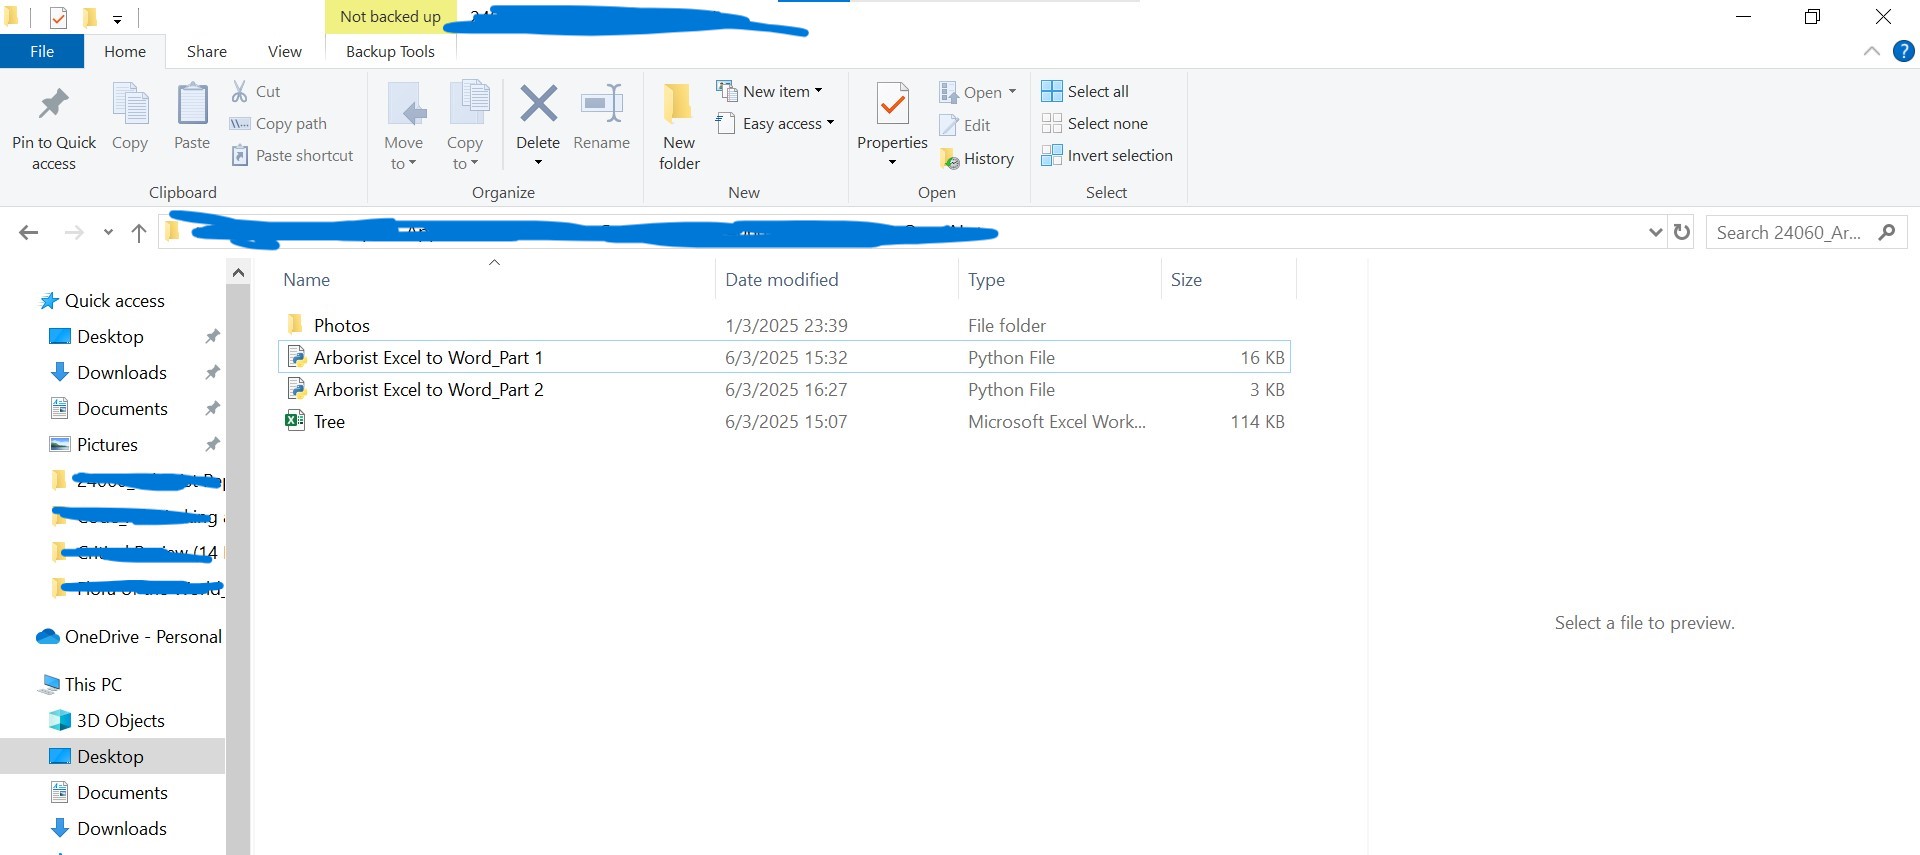 Not backed up
File Home Share View Backup Tools
Pin to Quick access
Copy
Paste
Cut
Copy path
Paste shortcut
Clipboard
Move to
Copy to
Delete
Rename
Organize
New folder
New item
Easy access
New
Properties
Open
Edit
History
Open
Select all
Select none
Invert selection
Select
Search 24060_Ar...
Quick access
Desktop
Downloads
Documents
Pictures
(14
OneDrive - Personal
This PC
3D Objects
Desktop
Documents
Downloads
Name Date modified Type Size
Photos 1/3/2025 23:39 File folder
Arborist Excel to Word_Part 1 6/3/2025 15:32 Python File 16 KB
Arborist Excel to Word_Part 2 6/3/2025 16:27 Python File 3 KB
Tree 6/3/2025 15:07 Microsoft Excel Work... 114 KB
Select a file to preview.